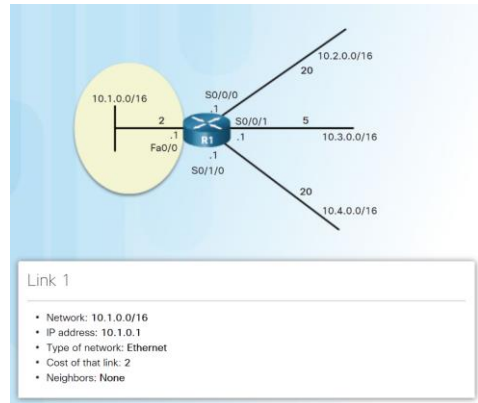 10.2.0.0/16
20
10.1.0.0/16
S0/0/0
.1
2
S0/0/1
5
.1
R1
.1
10.3.0.0/16
Fa0/0
.1
S0/1/0
20
10.4.0.0/16
Link 1
• Network: 10.1.0.0/16
• IP address: 10.1.0.1
• Type of network: Ethernet
• Cost of that link: 2
• Neighbors: None